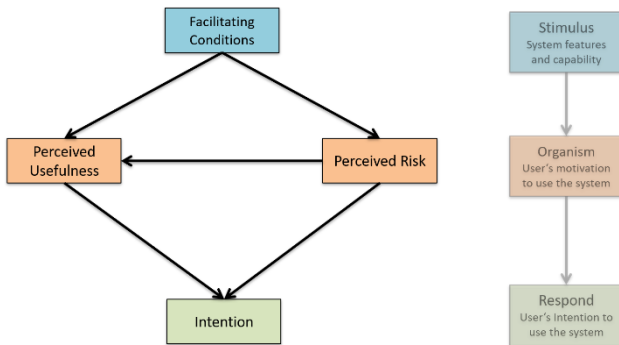 Facilitating
Conditions
Perceived
Usefulness
Perceived Risk
Intention
Stimulus
System features
and capability
Organism
User's motivation
to use the system
Respond
User's intention to
use the system